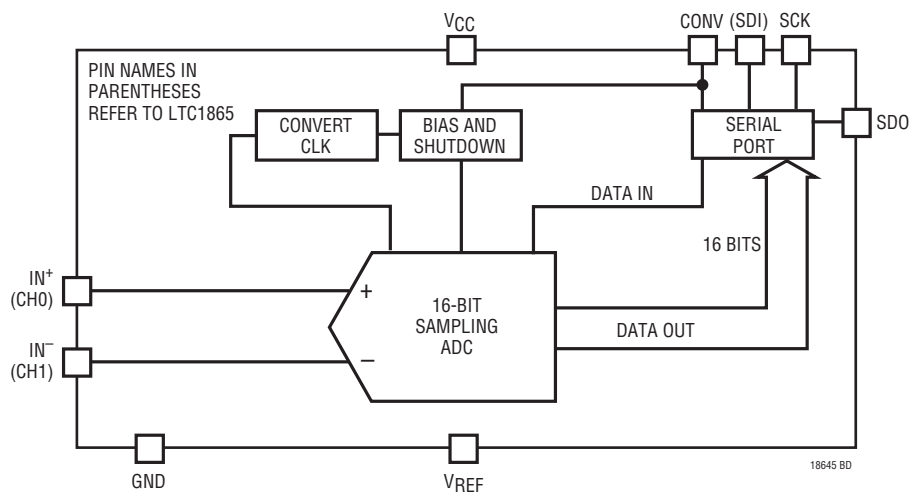 VCC
CONV (SDI) SCK
PIN NAMES IN
PARENTHESES
REFER TO LTC1865
CONVERT
CLK
BIAS AND
SHUTDOWN
SERIAL
PORT
SDO
DATA IN
16 BITS
IN+
(CH0)
+
16-BIT
SAMPLING
ADC
DATA OUT
IN−
(CH1)
−
GND
VREF
18645 BD